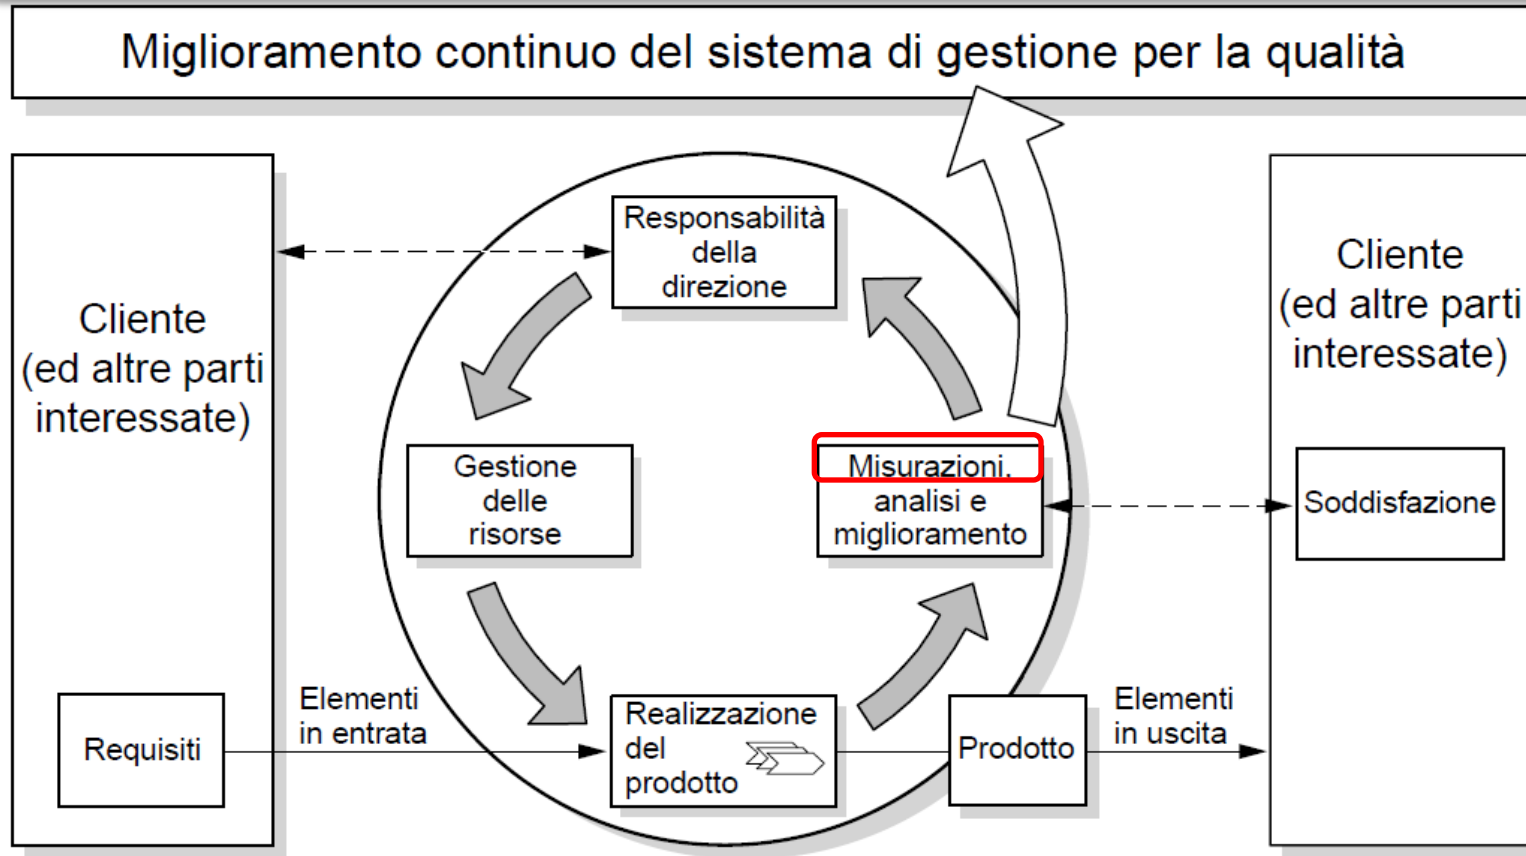 Miglioramento continuo del sistema di gestione per la qualità
Cliente
(ed altre parti
interessate)
Responsabilità
della
direzione
Cliente
(ed altre parti
interessate)
Gestione
delle
risorse
Misurazioni,
analisi e
miglioramento
Soddisfazione
Requisiti
Elementi
in entrata
Realizzazione
del
prodotto
Prodotto
Elementi
in uscita